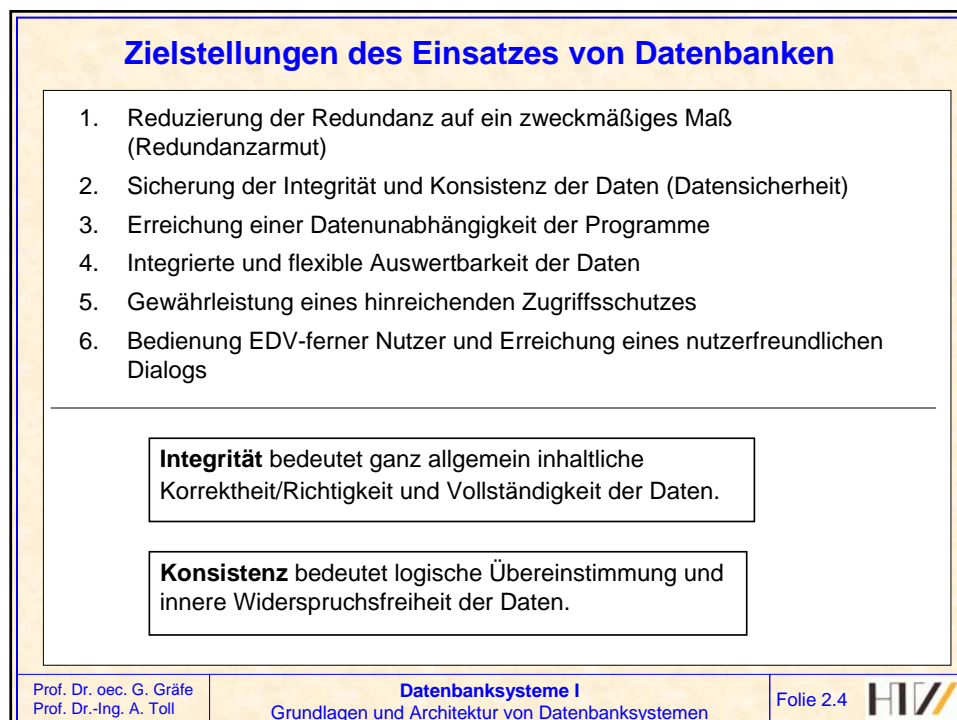 Zielstellungen des Einsatzes von Datenbanken
1. Reduzierung der Redundanz auf ein zweckmäßiges Maß
(Redundanzarmut)
2. Sicherung der Integrität und Konsistenz der Daten (Datensicherheit)
3. Erreichung einer Datenunabhängigkeit der Programme
4. Integrierte und flexible Auswertbarkeit der Daten
5. Gewährleistung eines hinreichenden Zugriffsschutzes
6. Bedienung EDV-ferner Nutzer und Erreichung eines nutzerfreundlichen
Dialogs
Integrität bedeutet ganz allgemein inhaltliche
Korrektheit/Richtigkeit und Vollständigkeit der Daten.
Konsistenz bedeutet logische Übereinstimmung und
innere Widerspruchsfreiheit der Daten.
Prof. Dr. oec. G. Gräfe
Prof. Dr.-Ing. A. Toll
Datenbanksysteme I
Grundlagen und Architektur von Datenbanksystemen
Folie 2.4
HTW